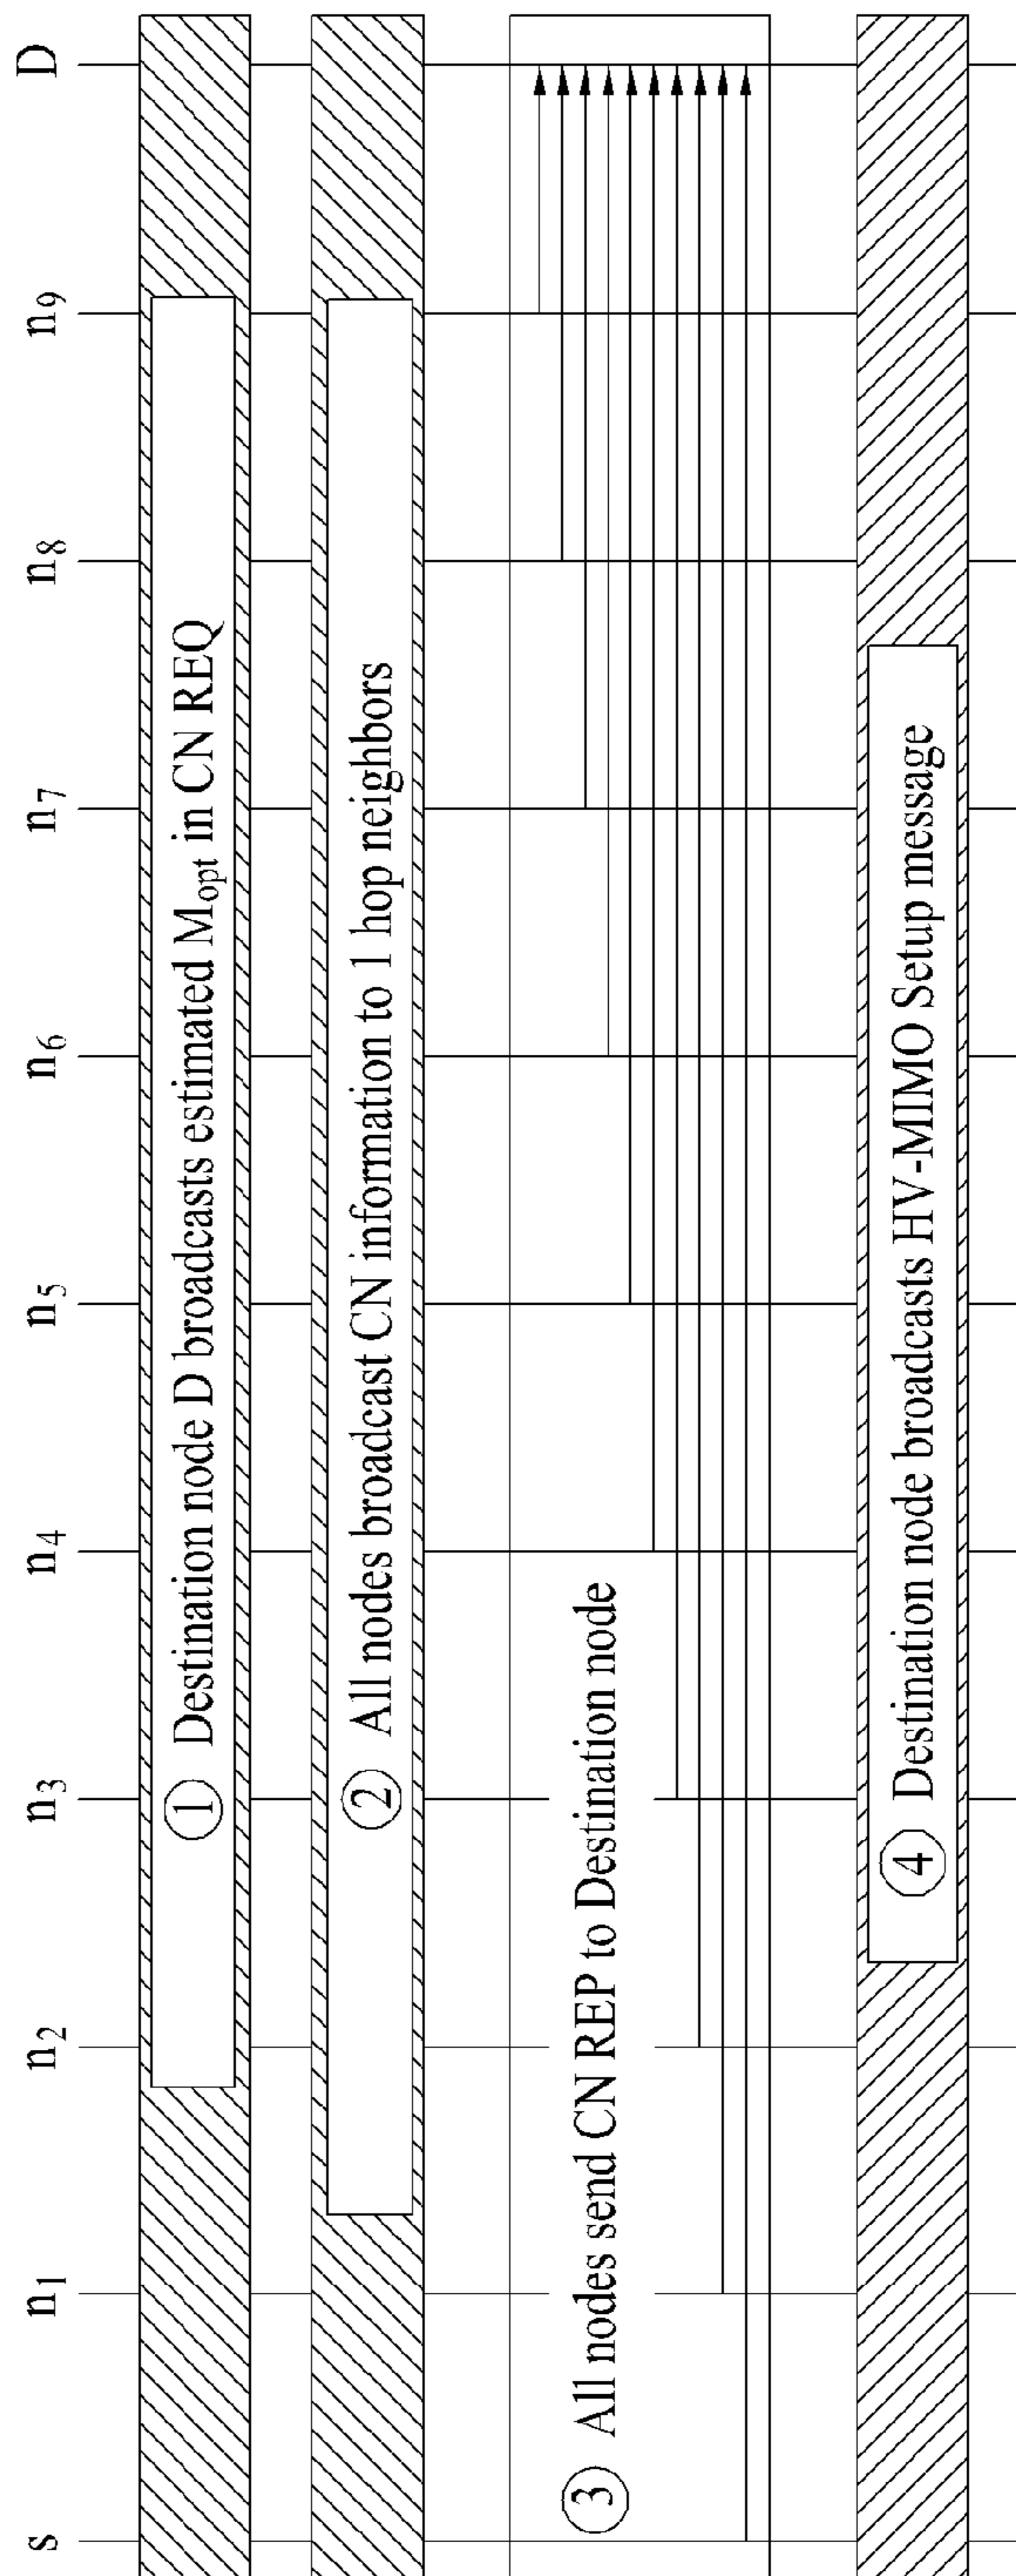 s n1 n2 n3 n4 n5 n6 n7 n8 n9 D
① Destination node D broadcasts estimated Mopt in CN REQ
② All nodes broadcast CN information to 1 hop neighbors
③ All nodes send CN REP to Destination node
④ Destination node broadcasts HV-MIMO Setup message